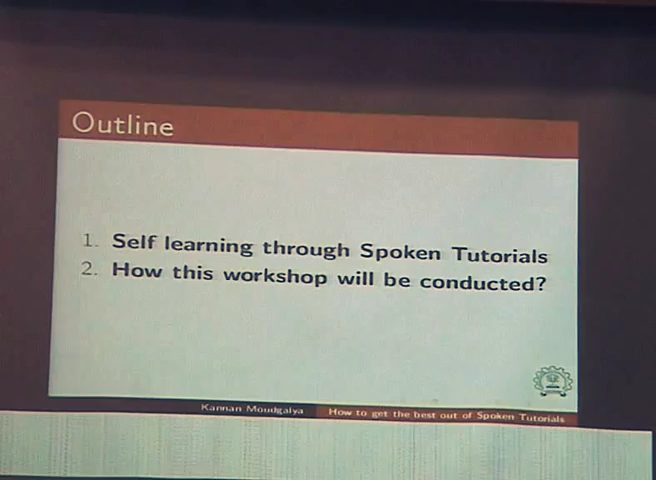 Outline
1. Self learning through Spoken Tutorials
2. How this workshop will be conducted?
Kannan Moudgalya How to get the best out of Spoken Tutorials